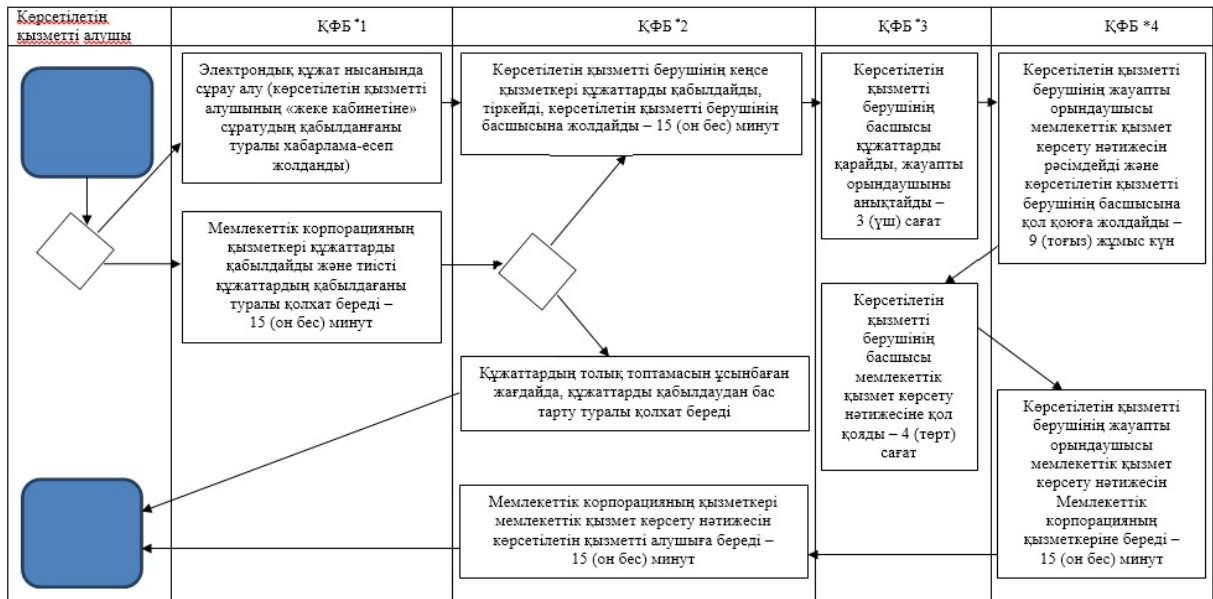 Көрсетілетін
қызметті алушы
ҚФБ *1
ҚФБ *2
ҚФБ *3
ҚФБ *4
Электрондық құжат нысанында
сұрау алу (көрсетілетін қызметті
алушының «жеке кабинетіне»
сұратудың қабылданғаны
туралы хабарлама-есеп
жолданды)
Көрсетілетін қызметті берушінің кеңсе
қызметкері құжаттарды қабылдайды,
тіркейді, көрсетілетін қызметті берушінің
басшысына жолдайды – 15 (он бес) минут
Көрсетілетін
қызметті
берушінің
басшысы
құжаттарды
қарайды, жауапты
орындаушыны
анықтайды –
3 (үш) сағат
Көрсетілетін қызметті
берушінің жауапты
орындаушысы
мемлекеттік қызмет
көрсету нәтижесін
рәсімдейді және
көрсетілетін қызметті
берушінің басшысына
қол қоюға жолдайды –
9 (тоғыз) жұмыс күн
Мемлекеттік корпорацияның
қызметкері құжаттарды
қабылдайды және тиісті
құжаттардың қабылдағаны
туралы қолхат береді –
15 (он бес) минут
Көрсетілетін
қызметті
берушінің
басшысы
мемлекеттік
қызмет көрсету
нәтижесіне қол
қояды – 4 (төрт)
сағат
Құжаттардың толық топтамасын ұсынбаған
жағдайда, құжаттарды қабылдаудан бас
тарту туралы қолхат береді
Көрсетілетін қызметті
берушінің жауапты
орындаушысы
мемлекеттік қызмет
көрсету нәтижесін
Мемлекеттік
корпорацияның
қызметкеріне береді –
15 (он бес) минут
Мемлекеттік корпорацияның қызметкері
мемлекеттік қызмет көрсету нәтижесін
көрсетілетін қызметті алушыға береді –
15 (он бес) минут